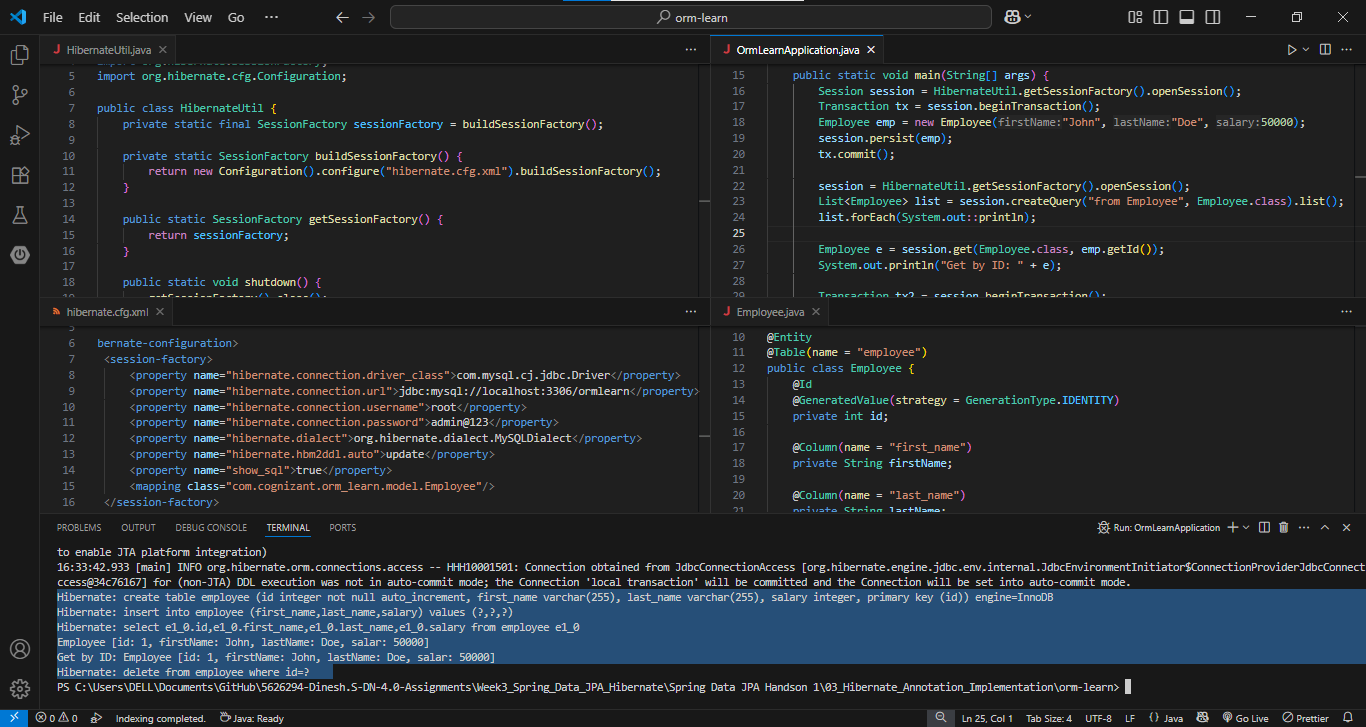 File Edit Selection View Go ··· orm-learn
HibernateUtil.java
5 import org.hibernate.cfg.Configuration;
6
7 public class HibernateUtil {
8 private static final SessionFactory sessionFactory = buildSessionFactory();
9
10 private static SessionFactory buildSessionFactory() {
11 return new Configuration().configure("hibernate.cfg.xml").buildSessionFactory();
12 }
13
14 public static SessionFactory getSessionFactory() {
15 return sessionFactory;
16 }
17
18 public static void shutdown() {
OrmLearnApplication.java
15 public static void main(String[] args) {
16 Session session = HibernateUtil.getSessionFactory().openSession();
17 Transaction tx = session.beginTransaction();
18 Employee emp = new Employee(firstName:"John", lastName:"Doe", salary:50000);
19 session.persist(emp);
20 tx.commit();
21
22 session = HibernateUtil.getSessionFactory().openSession();
23 List<Employee> list = session.createQuery("from Employee", Employee.class).list();
24 list.forEach(System.out::println);
25
26 Employee e = session.get(Employee.class, emp.getId());
27 System.out.println("Get by ID: " + e);
28
29 Transaction tx2 = session.beginTransaction();
hibernate.cfg.xml
6 bernate-configuration>
7 <session-factory>
8 <property name="hibernate.connection.driver_class">com.mysql.cj.jdbc.Driver</property>
9 <property name="hibernate.connection.url">jdbc:mysql://localhost:3306/ormlearn</property>
10 <property name="hibernate.connection.username">root</property>
11 <property name="hibernate.connection.password">admin@123</property>
12 <property name="hibernate.dialect">org.hibernate.dialect.MySQLDialect</property>
13 <property name="hibernate.hbm2ddl.auto">update</property>
14 <property name="show_sql">true</property>
15 <mapping class="com.cognizant.orm_learn.model.Employee"/>
16 </session-factory>
Employee.java
10 @Entity
11 @Table(name = "employee")
12 public class Employee {
13 @Id
14 @GeneratedValue(strategy = GenerationType.IDENTITY)
15 private int id;
16
17 @Column(name = "first_name")
18 private String firstName;
19
20 @Column(name = "last_name")
21 private String lastName;
PROBLEMS OUTPUT DEBUG CONSOLE TERMINAL PORTS Run: OrmLearnApplication
to enable JTA platform integration)
16:33:42.933 [main] INFO org.hibernate.orm.connections.access -- HHH10001501: Connection obtained from JdbcConnectionAccess [org.hibernate.engine.jdbc.env.internal.JdbcEnvironmentInitiator$ConnectionProviderJdbcConnect
ccess@34c76167] for (non-JTA) DDL execution was not in auto-commit mode; the Connection 'local transaction' will be committed and the Connection will be set into auto-commit mode.
Hibernate: create table employee (id integer not null auto_increment, first_name varchar(255), last_name varchar(255), salary integer, primary key (id)) engine=InnoDB
Hibernate: insert into employee (first_name,last_name,salary) values (?,?,?)
Hibernate: select e1_0.id,e1_0.first_name,e1_0.last_name,e1_0.salary from employee e1_0
Employee [id: 1, firstName: John, lastName: Doe, salar: 50000]
Get by ID: Employee [id: 1, firstName: John, lastName: Doe, salar: 50000]
Hibernate: delete from employee where id=?
PS C:\Users\DELL\Documents\GitHub\5626294-Dinesh.S-DN-4.0-Assignments\Week3_Spring_Data_JPA_Hibernate\Spring Data JPA Handson 1\03_Hibernate_Annotation_Implementation\orm-learn>
0 0 Indexing completed. Java: Ready Ln 25, Col 1 Tab Size: 4 UTF-8 LF {} Java Go Live Prettier